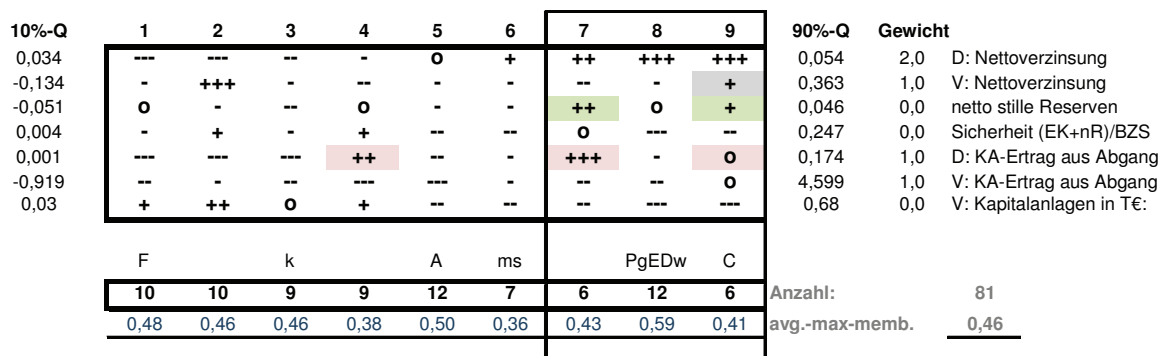 10%-Q 1 2 3 4 5 6 7 8 9 90%-Q Gewicht
0,034 --- --- -- - o + ++ +++ +++ 0,054 2,0 D: Nettoverzinsung
-0,134 - +++ - -- - - -- - + 0,363 1,0 V: Nettoverzinsung
-0,051 o - -- o - - ++ o + 0,046 0,0 netto stille Reserven
0,004 - + - + -- -- o --- -- 0,247 0,0 Sicherheit (EK+nR)/BZS
0,001 --- --- --- ++ -- - +++ - o 0,174 1,0 D: KA-Ertrag aus Abgang
-0,919 -- - -- --- --- - -- -- o 4,599 1,0 V: KA-Ertrag aus Abgang
0,03 + ++ o + -- -- -- --- --- 0,68 0,0 V: Kapitalanlagen in T€:
F k A ms PgEDw C
10 10 9 9 12 7 6 12 6 Anzahl: 81
0,48 0,46 0,46 0,38 0,50 0,36 0,43 0,59 0,41 avg.-max-memb. 0,46